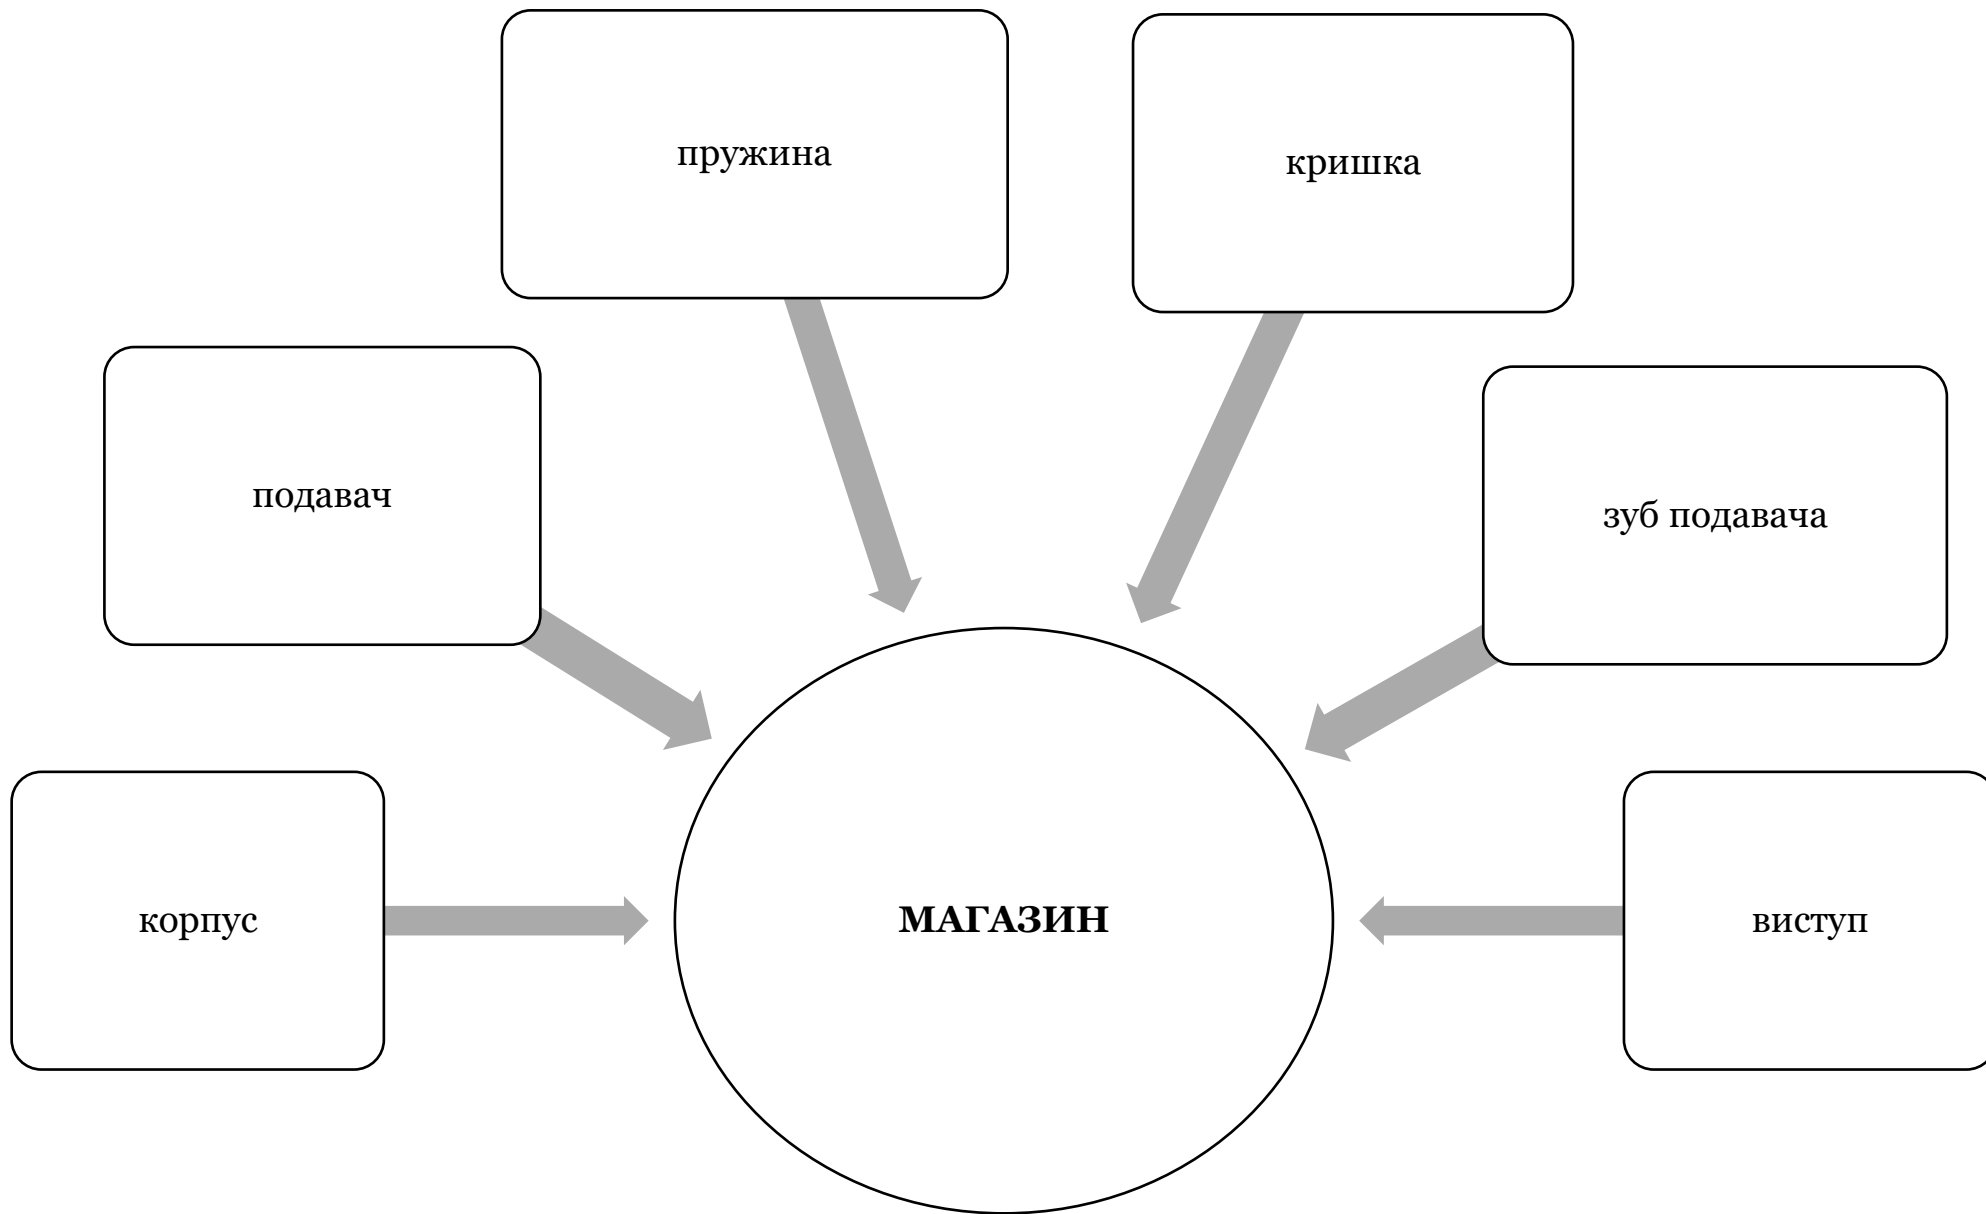 пружина
кришка
подавач
зуб подавача
корпус
МАГАЗИН
виступ